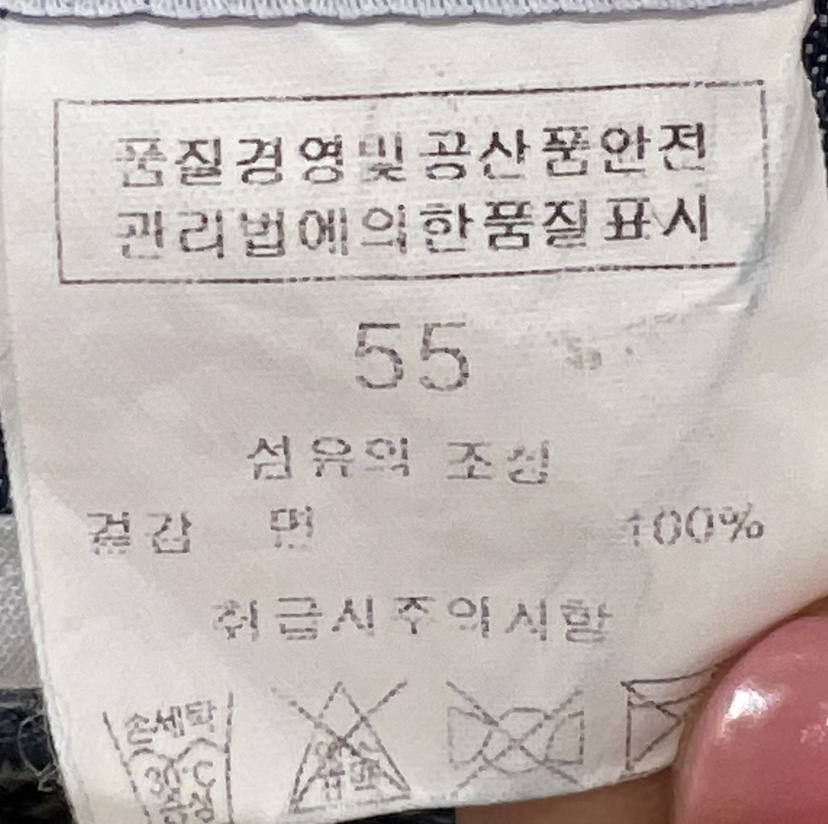 품질경영및공산품안전
관리법에의한품질표시
55
섬유의 조성
겉감 면 100%
취급시주의사항
손세탁